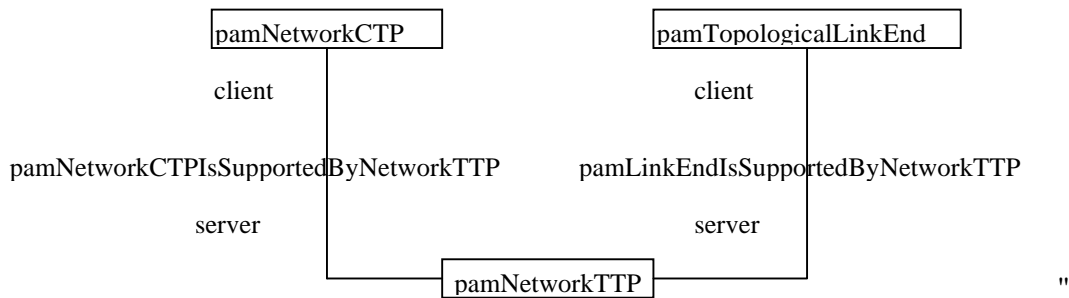 pamNetworkCTP pamTopologicalLinkEnd
client client
pamNetworkCTPIsSupportedByNetworkTTP pamLinkEndIsSupportedByNetworkTTP
server server
pamNetworkTTP "